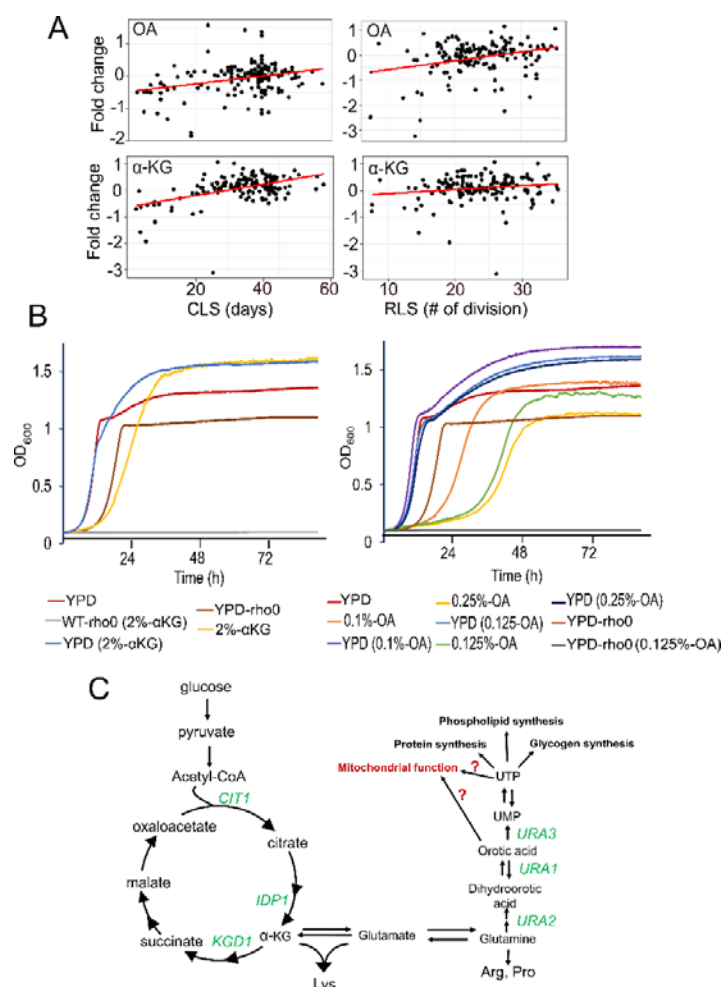 A
OA
Fold change
1
0
-1
-2
1
0
-1
-2
-3
α-KG
Fold change
1
0
-1
-2
-3
20
40
60
CLS (days)
α-KG
1
0
-1
-2
-3
10
20
30
RLS (# of division)
B
OD600
1.5
1
0.5
0
24
48
72
Time (h)
YPD
WT-rho0 (2%-αKG)
YPD (2%-αKG)
YPD-rho0
2%-αKG
OD600
1.5
1
0.5
0
24
48
72
Time (h)
YPD
0.1%-OA
YPD (0.1%-OA)
0.25%-OA
YPD (0.125-OA)
0.125%-OA
YPD (0.25%-OA)
YPD-rho0
YPD-rho0 (0.125%-OA)
C
glucose
pyruvate
Acetyl-CoA
CIT1
oxaloacetate
citrate
malate
IDP1
succinate
KGD1
α-KG
Glutamate
Glutamine
Lys
Arg, Pro
Phospholipid synthesis
Protein synthesis
Glycogen synthesis
Mitochondrial function
?
UTP
?
UMP
URA3
Orotic acid
URA1
Dihydroorotic
acid
URA2